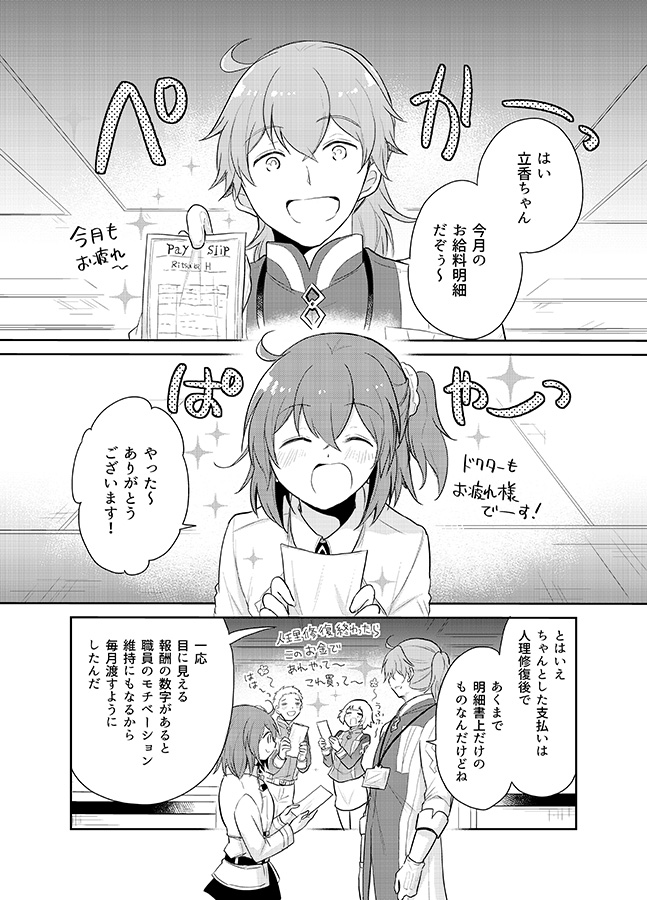 ペかーっ
はい
立香ちゃん
今月の
お給料明細
だぞぅ〜
今月も
お疲れ〜
Pay Slip
ぱやーっ
やった〜
ありがとう
ございます！
ドクターも
お疲れ様
でーす！
とはいえ
ちゃんとした支払いは
人理修復後で
あくまで
明細書上だけの
ものなんだけどね
人理修復終わったら
このお金で
あれやって〜
これ買って〜
一応
目に見える
報酬の数字があると
職員のモチベーション
維持にもなるから
毎月渡すように
したんだ